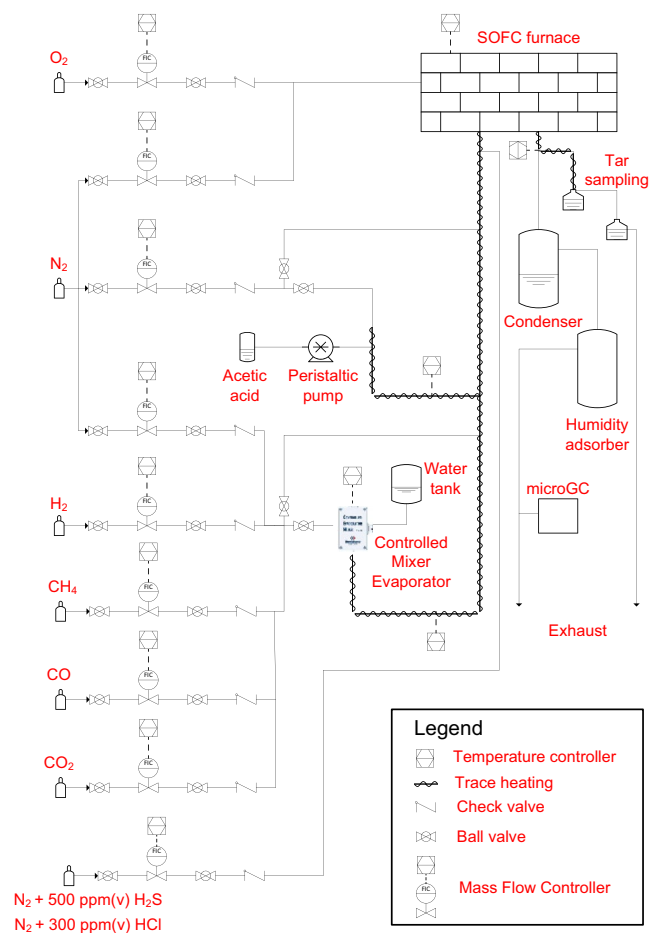 SOFC furnace
O₂
FIC
FIC
Tar
sampling
N₂
FIC
Condenser
Acetic
acid
Peristaltic
pump
FIC
Humidity
adsorber
Water
tank
microGC
H₂
FIC
Controlled
Mixer
Evaporator
CH₄
FIC
Exhaust
CO
FIC
CO₂
FIC
FIC
N₂ + 500 ppm(v) H₂S
N₂ + 300 ppm(v) HCl
Legend
Temperature controller
Trace heating
Check valve
Ball valve
FIC
Mass Flow Controller